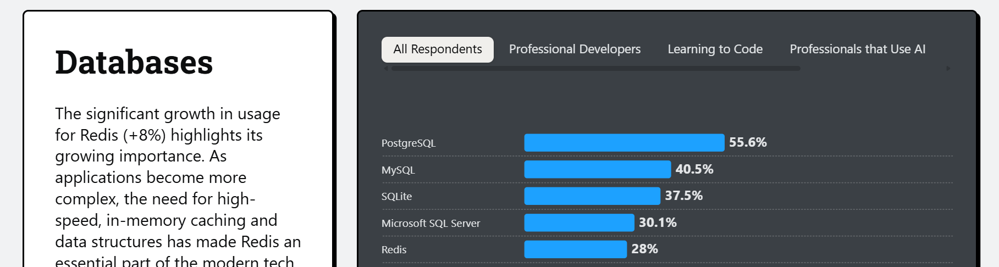 Databases
The significant growth in usage
for Redis (+8%) highlights its
growing importance. As
applications become more
complex, the need for high-
speed, in-memory caching and
data structures has made Redis an
essential part of the modern tech
All Respondents Professional Developers Learning to Code Professionals that Use AI
PostgreSQL 55.6%
MySQL 40.5%
SQLite 37.5%
Microsoft SQL Server 30.1%
Redis 28%